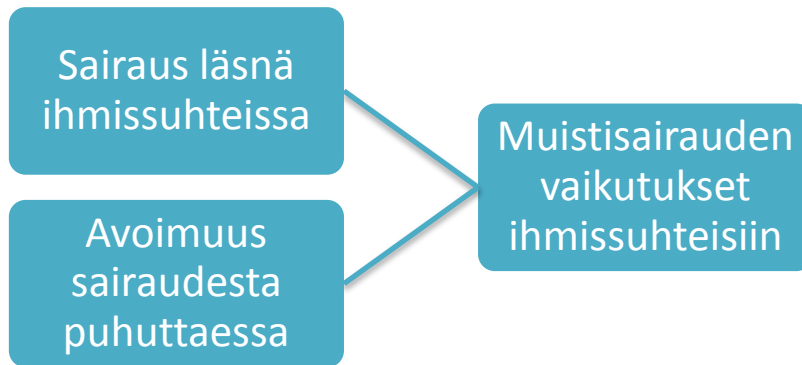 Sairaus läsnä
ihmissuhteissa
Avoimuus
sairaudesta
puhuttaessa
Muistisairauden
vaikutukset
ihmissuhteisiin